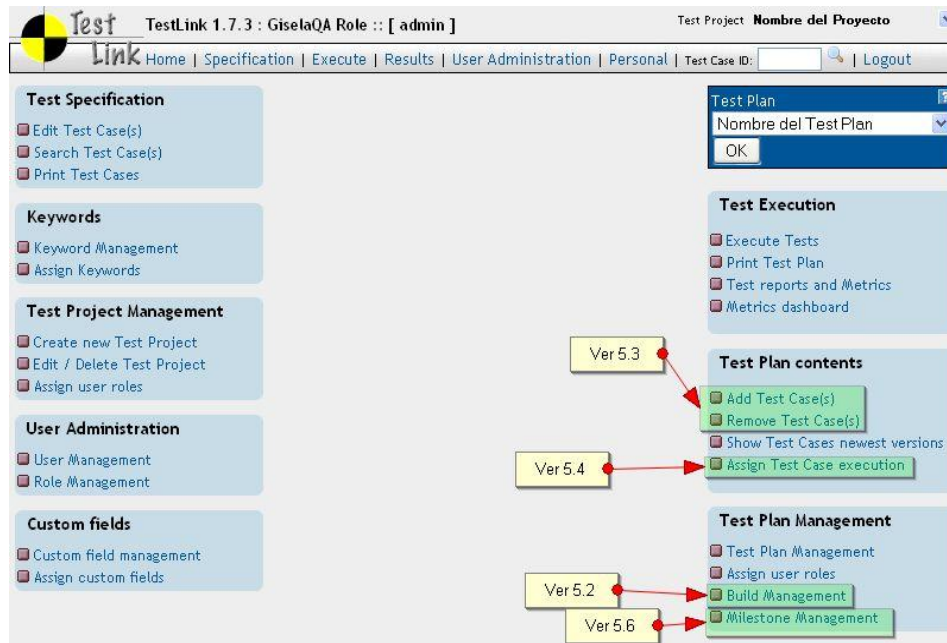 Test Link
TestLink 1.7.3 : GiselaQA Role :: [ admin ]
Test Project Nombre del Proyecto
Home | Specification | Execute | Results | User Administration | Personal | Test Case ID: | Logout
Test Specification
Edit Test Case(s)
Search Test Case(s)
Print Test Cases
Keywords
Keyword Management
Assign Keywords
Test Project Management
Create new Test Project
Edit / Delete Test Project
Assign user roles
User Administration
User Management
Role Management
Custom fields
Custom field management
Assign custom fields
Test Plan
?
Nombre del Test Plan
OK
Test Execution
Execute Tests
Print Test Plan
Test reports and Metrics
Metrics dashboard
Ver 5.3
Test Plan contents
Add Test Case(s)
Remove Test Case(s)
Show Test Cases newest versions
Ver 5.4
Assign Test Case execution
Test Plan Management
Test Plan Management
Assign user roles
Ver 5.2
Build Management
Ver 5.6
Milestone Management